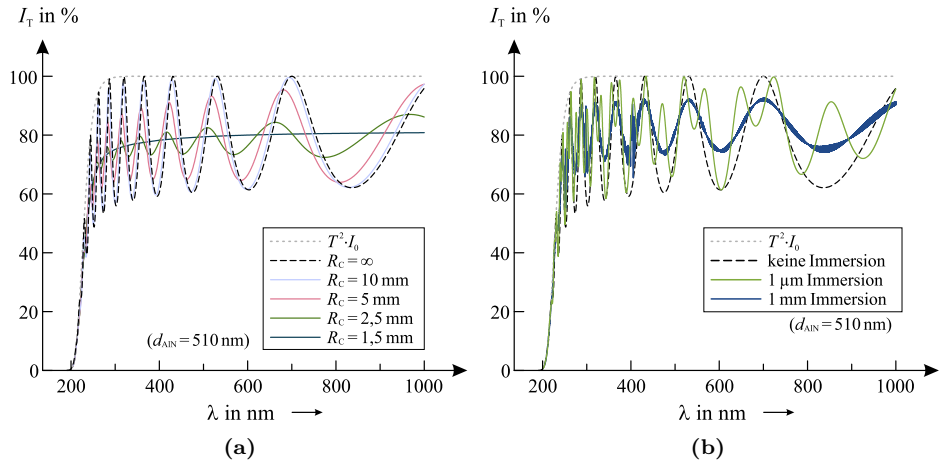 I_T in %
100
80
60
40
20
0
200
400
600
800
1000
λ in nm
T²·I₀
R_C = ∞
R_C = 10 mm
R_C = 5 mm
R_C = 2,5 mm
R_C = 1,5 mm
(d_AlN = 510 nm)
(a)
I_T in %
100
80
60
40
20
0
200
400
600
800
1000
λ in nm
T²·I₀
keine Immersion
1 µm Immersion
1 mm Immersion
(d_AlN = 510 nm)
(b)